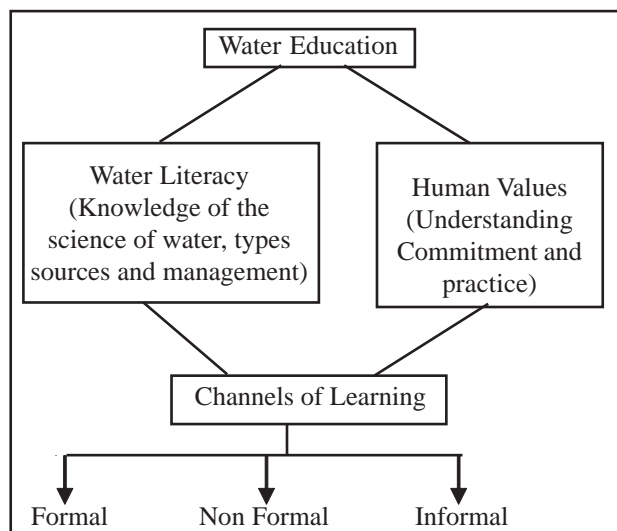 Water Education
Water Literacy
(Knowledge of the
science of water, types
sources and management)
Human Values
(Understanding
Commitment and
practice)
Channels of Learning
Formal
Non Formal
Informal